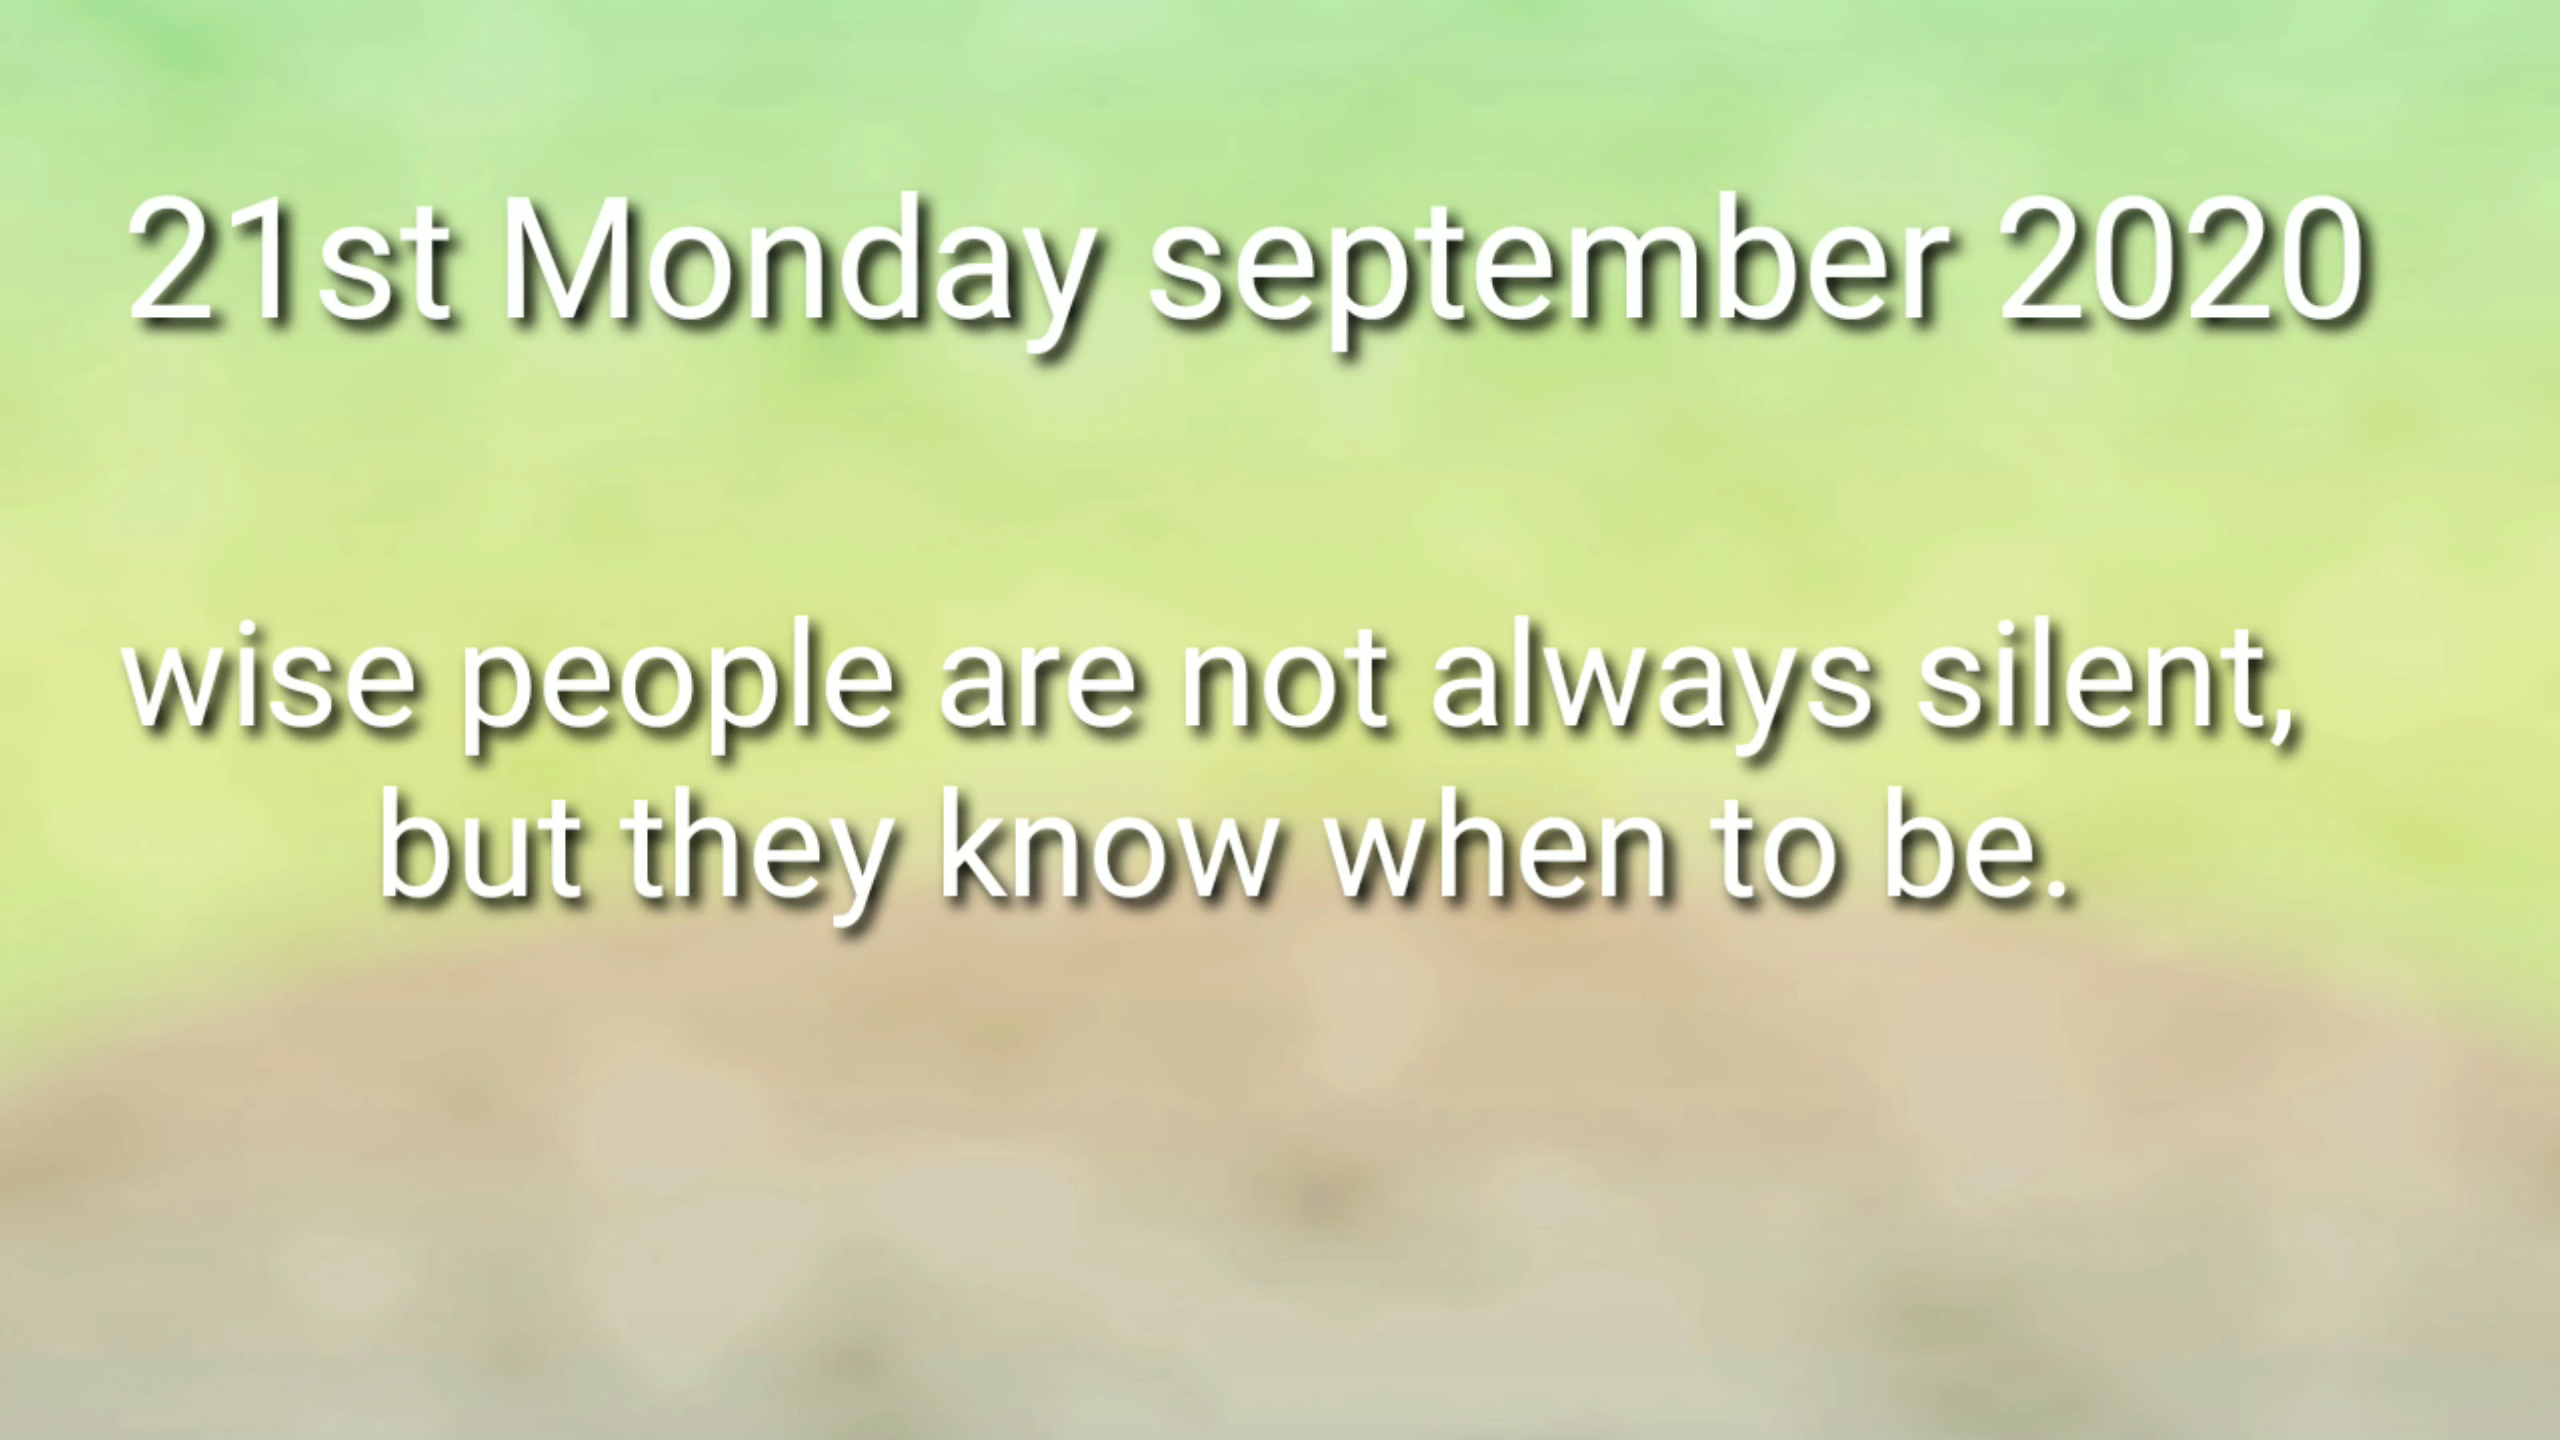 21st Monday september 2020
wise people are not always silent,
but they know when to be.